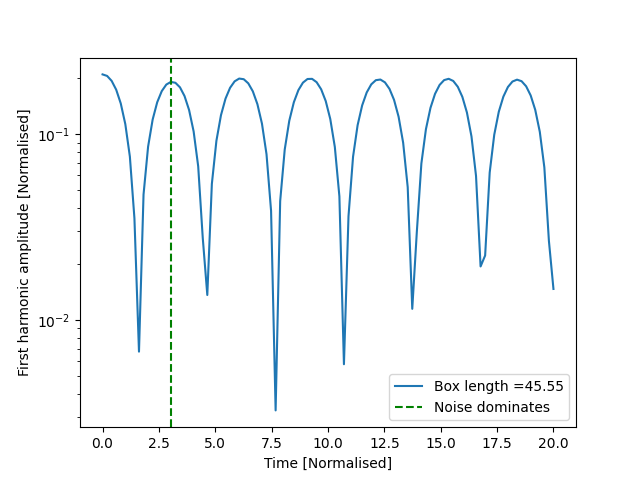 First harmonic amplitude [Normalised]
10⁻¹
10⁻²
0.0 2.5 5.0 7.5 10.0 12.5 15.0 17.5 20.0
Time [Normalised]
Box length =45.55
Noise dominates